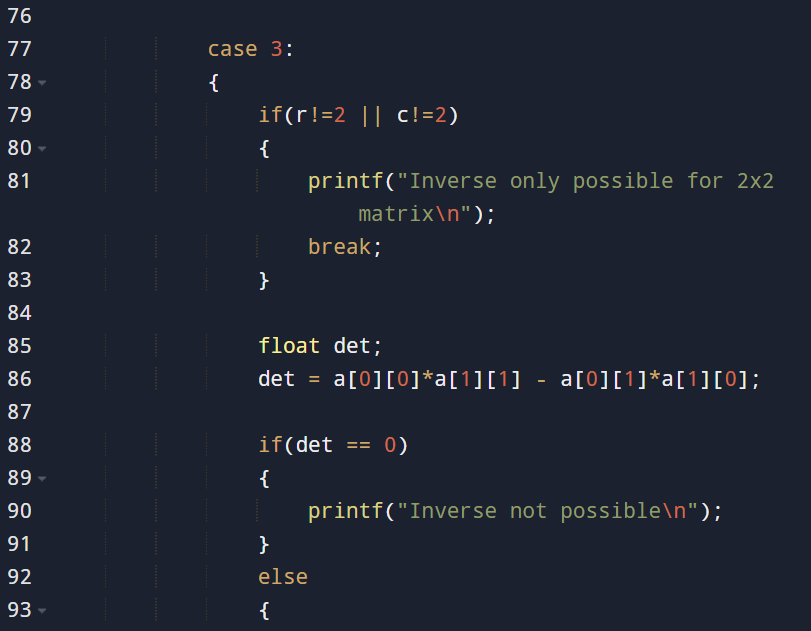 76
77 case 3:
78 {
79 if(r!=2 || c!=2)
80 {
81 printf("Inverse only possible for 2x2
matrix\n");
82 break;
83 }
84
85 float det;
86 det = a[0][0]*a[1][1] - a[0][1]*a[1][0];
87
88 if(det == 0)
89 {
90 printf("Inverse not possible\n");
91 }
92 else
93 {